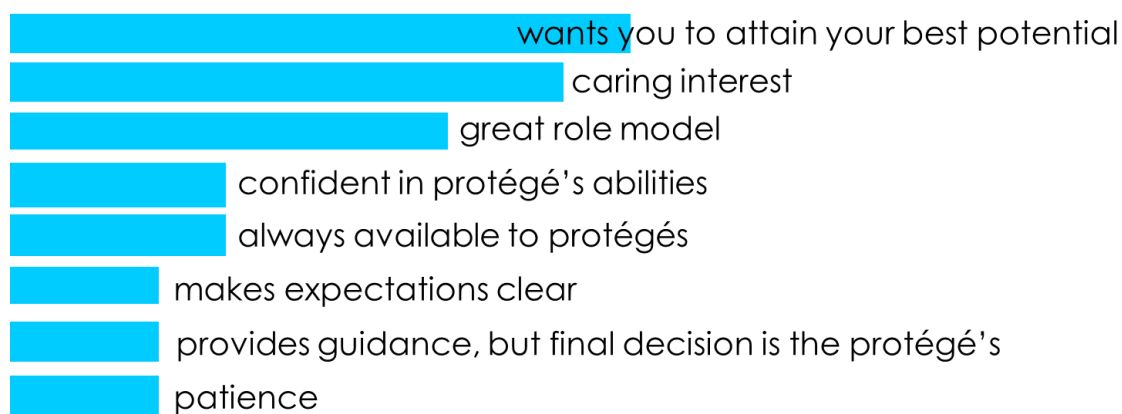 wants you to attain your best potential
caring interest
great role model
confident in protégé’s abilities
always available to protégés
makes expectations clear
provides guidance, but final decision is the protégé’s
patience